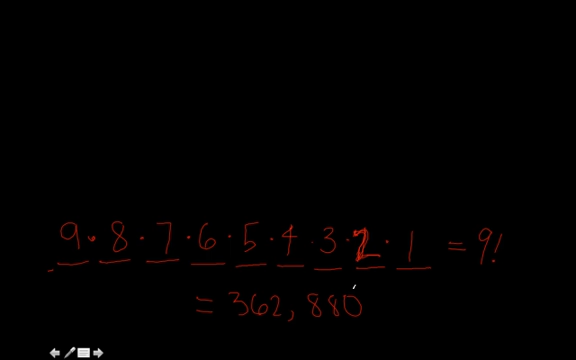 9 · 8 · 7 · 6 · 5 · 4 · 3 · 2 · 1 = 9!
= 362,880